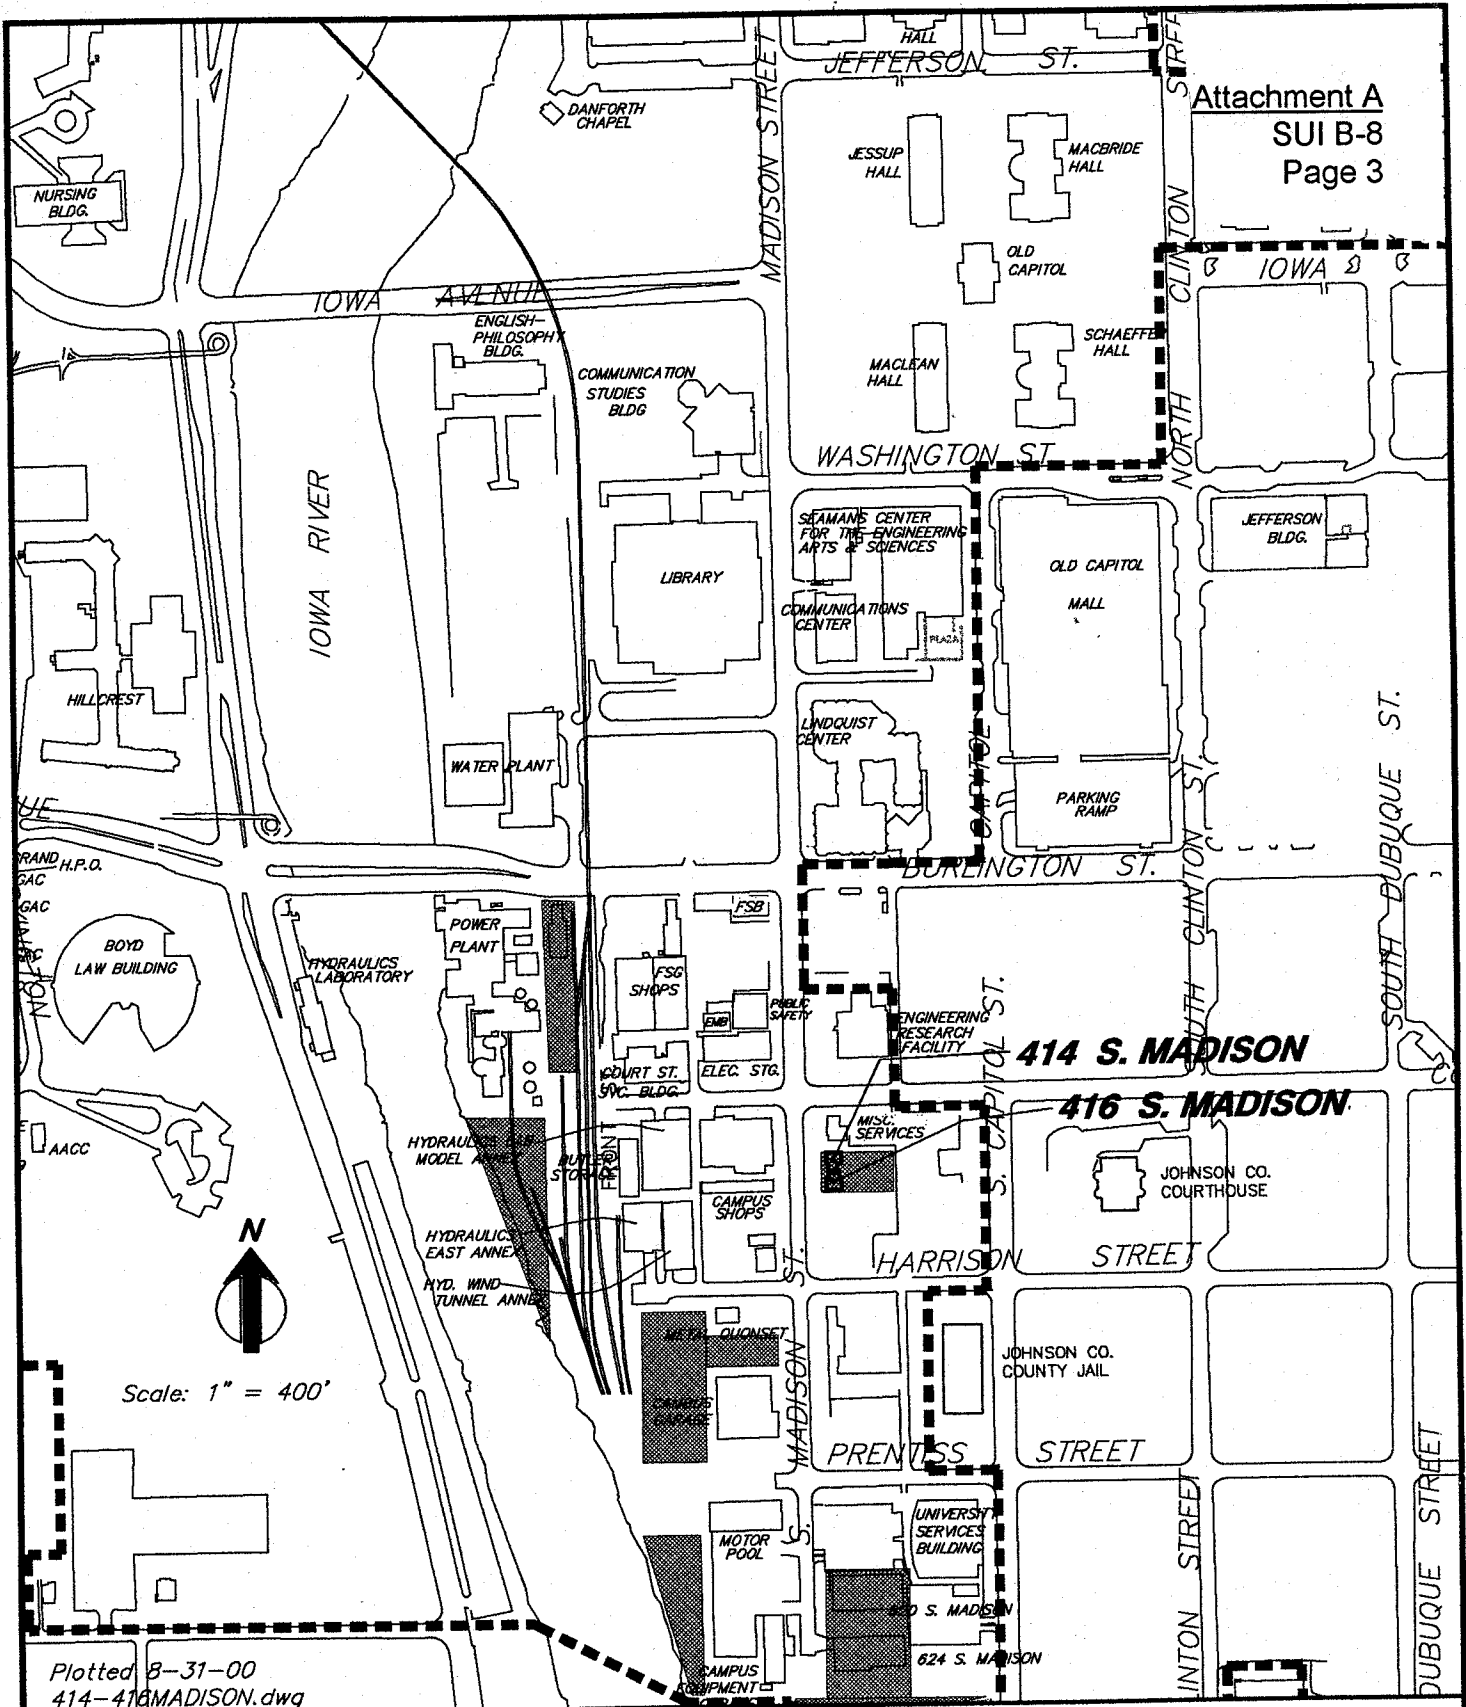 HALL
JEFFERSON ST.
Attachment A
SUI B-8
Page 3
DANFORTH
CHAPEL
MADISON STREET
JESSUP
HALL
MACBRIDE
HALL
NURSING
BLDG.
OLD
CAPITOL
NORTH CLINTON
IOWA
IOWA AVENUE
ENGLISH-
PHILOSOPHY
BLDG.
COMMUNICATION
STUDIES
BLDG
MACLEAN
HALL
SCHAEFFE
HALL
WASHINGTON ST
IOWA RIVER
SEAMANS CENTER
FOR THE ENGINEERING
ARTS & SCIENCES
JEFFERSON
BLDG.
LIBRARY
OLD CAPITOL
MALL
COMMUNICATIONS
CENTER
PLAZA
HILLCREST
LINDQUIST
CENTER
CAPITOL
WATER PLANT
PARKING
RAMP
SOUTH CLINTON ST.
SOUTH DUBUQUE ST.
UE
RAND
GAC
H.P.O.
GAC
BURLINGTON ST.
POWER
PLANT
FSB
BOYD
LAW BUILDING
HYDRAULICS
LABORATORY
FSG
SHOPS
PUBLIC
SAFETY
EMB
ENGINEERING
RESEARCH
FACILITY
S. CAPITOL ST.
414 S. MADISON
COURT ST.
SVC. BLDG.
ELEC. STG.
416 S. MADISON
MISC.
SERVICES
AACC
MODEL ANNEX
FRONT
CAMPUS
SHOPS
JOHNSON CO.
COURTHOUSE
N
HYDRAULICS
EAST ANNEX
HARRISON STREET
HYD. WIND
TUNNEL ANNE
METAL QUONSET
JOHNSON CO.
COUNTY JAIL
Scale: 1" = 400'
CAMPUS
GARAGE
S. MADISON ST.
PRENTISS STREET
MOTOR
POOL
UNIVERSITY
SERVICES
BUILDING
INTON STREET
DUBUQUE STREET
S. MADISON
624 S. MADISON
CAMPUS
EQUIPMENT
Plotted 8-31-00
414-416MADISON.dwg